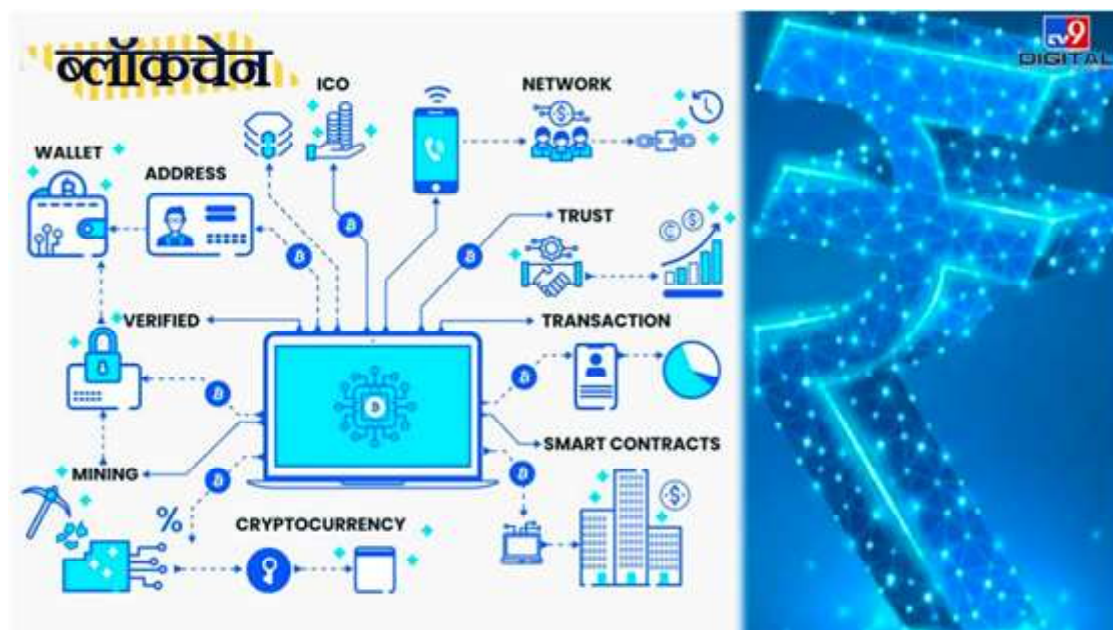 ब्लॉकचेन
ICO
NETWORK
WALLET
ADDRESS
TRUST
VERIFIED
TRANSACTION
SMART CONTRACTS
MINING
%
CRYPTOCURRENCY
TV9
DIGITAL